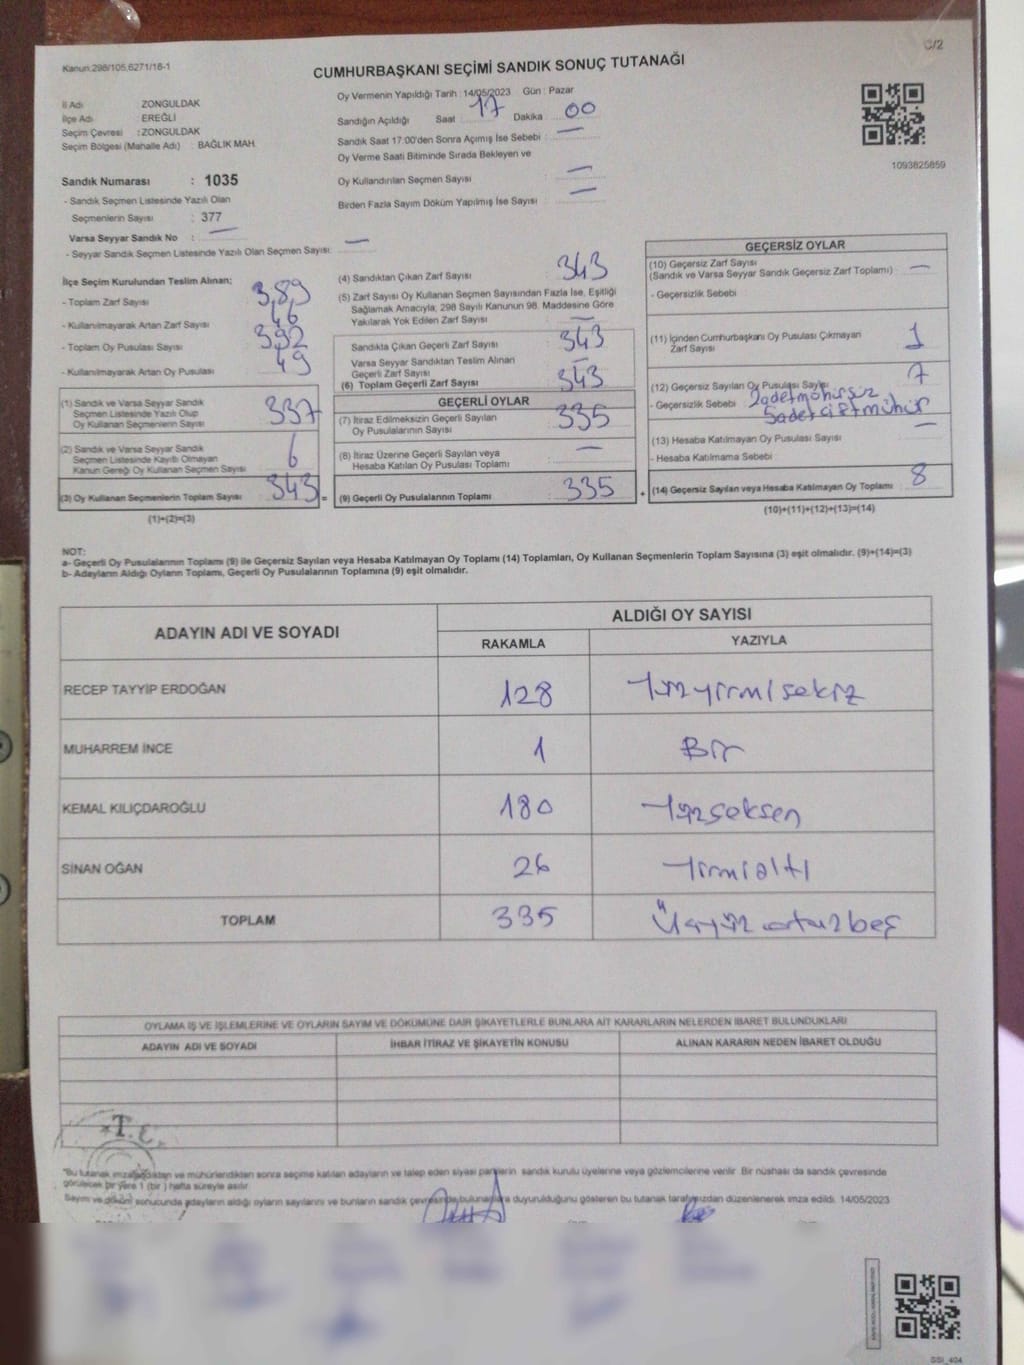 C/2
Kanun:298/105,6271/18-1
CUMHURBAŞKANI SEÇİMİ SANDIK SONUÇ TUTANAĞI
İl Adı ZONGULDAK
İlçe Adı EREĞLİ
Seçim Çevresi :ZONGULDAK
Seçim Bölgesi (Mahalle Adı) : BAĞLIK MAH.
Sandık Numarası : 1035
- Sandık Seçmen Listesinde Yazılı Olan
Seçmenlerin Sayısı : 377
Varsa Seyyar Sandık No : —
- Seyyar Sandık Seçmen Listesinde Yazılı Olan Seçmen Sayısı: —
Oy Vermenin Yapıldığı Tarih : 14/05/2023 Gün : Pazar
Sandığın Açıldığı Saat 17 Dakika 00
Sandık Saat 17:00'den Sonra Açımış İse Sebebi : —
Oy Verme Saati Bitiminde Sırada Bekleyen ve
Oy Kullandırılan Seçmen Sayısı : —
Birden Fazla Sayım Döküm Yapılmış İse Sayısı : —
1093825859
İlçe Seçim Kurulundan Teslim Alınan;
- Toplam Zarf Sayısı 389
- Kullanılmayarak Artan Zarf Sayısı 46
- Toplam Oy Pusulası Sayısı 392
- Kullanılmayarak Artan Oy Pusulası 49
(1) Sandık ve Varsa Seyyar Sandık
Seçmen Listesinde Yazılı Olup
Oy Kullanan Seçmenlerin Sayısı 337
(2) Sandık ve Varsa Seyyar Sandık
Seçmen Listesinde Kayıtlı Olmayan
Kanun Gereği Oy Kullanan Seçmen Sayısı 6
(3) Oy Kullanan Seçmenlerin Toplam Sayısı 343 =
(1)+(2)=(3)
(4) Sandıktan Çıkan Zarf Sayısı 343
(5) Zarf Sayısı Oy Kullanan Seçmen Sayısından Fazla İse, Eşitliği
Sağlamak Amacıyla, 298 Sayılı Kanunun 98. Maddesine Göre
Yakılarak Yok Edilen Zarf Sayısı —
Sandıkta Çıkan Geçerli Zarf Sayısı 343
Varsa Seyyar Sandıktan Teslim Alınan
Geçerli Zarf Sayısı —
(6) Toplam Geçerli Zarf Sayısı 343
GEÇERLİ OYLAR
(7) İtiraz Edilmeksizin Geçerli Sayılan
Oy Pusulalarının Sayısı 335
(8) İtiraz Üzerine Geçerli Sayılan veya
Hesaba Katılan Oy Pusulası Toplamı —
(9) Geçerli Oy Pusulalarının Toplamı 335 +
GEÇERSİZ OYLAR
(10) Geçersiz Zarf Sayısı
(Sandık ve Varsa Seyyar Sandık Geçersiz Zarf Toplamı) —
- Geçersizlik Sebebi
(11) İçinden Cumhurbaşkanı Oy Pusulası Çıkmayan
Zarf Sayısı 1
(12) Geçersiz Sayılan Oy Pusulası Sayısı 7
- Geçersizlik Sebebi 2 adet mühürsüz
5 adet çift mühür
(13) Hesaba Katılmayan Oy Pusulası Sayısı —
- Hesaba Katılmama Sebebi
(14) Geçersiz Sayılan veya Hesaba Katılmayan Oy Toplamı 8
(10)+(11)+(12)+(13)=(14)
NOT:
a- Geçerli Oy Pusulalarının Toplamı (9) ile Geçersiz Sayılan veya Hesaba Katılmayan Oy Toplamı (14) Toplamları, Oy Kullanan Seçmenlerin Toplam Sayısına (3) eşit olmalıdır. (9)+(14)=(3)
b- Adayların Aldığı Oyların Toplamı, Geçerli Oy Pusulalarının Toplamına (9) eşit olmalıdır.
ADAYIN ADI VE SOYADI ALDIĞI OY SAYISI
RAKAMLA YAZIYLA
RECEP TAYYİP ERDOĞAN 128 Yüzyirmisekiz
MUHARREM İNCE 1 Bir
KEMAL KILIÇDAROĞLU 180 Yüzseksen
SİNAN OĞAN 26 Yirmialtı
TOPLAM 335 Üçyüz otuzbeş
OYLAMA İŞ VE İŞLEMLERİNE VE OYLARIN SAYIM VE DÖKÜMÜNE DAİR ŞİKAYETLERLE BUNLARA AİT KARARLARIN NELERDEN İBARET BULUNDUKLARI
ADAYIN ADI VE SOYADI İHBAR İTİRAZ VE ŞİKAYETİN KONUSU ALINAN KARARIN NEDEN İBARET OLDUĞU
T.C.
"Bu tutanak imzalandıktan ve mühürlendikten sonra seçime katılan adayların ve talep eden siyasi partilerin sandık kurulu üyelerine veya gözlemcilerine verilir. Bir nüshası da sandık çevresinde
görülecek bir yere 1 (bir) hafta süreyle asılır.
Sayım ve döküm sonucunda adayların aldığı oyların sayılarını ve bunların sandık çevresinde bulunanlara duyurulduğunu gösteren bu tutanak tarafımızdan düzenlenerek imza edildi. 14/05/2023
SSİ_404